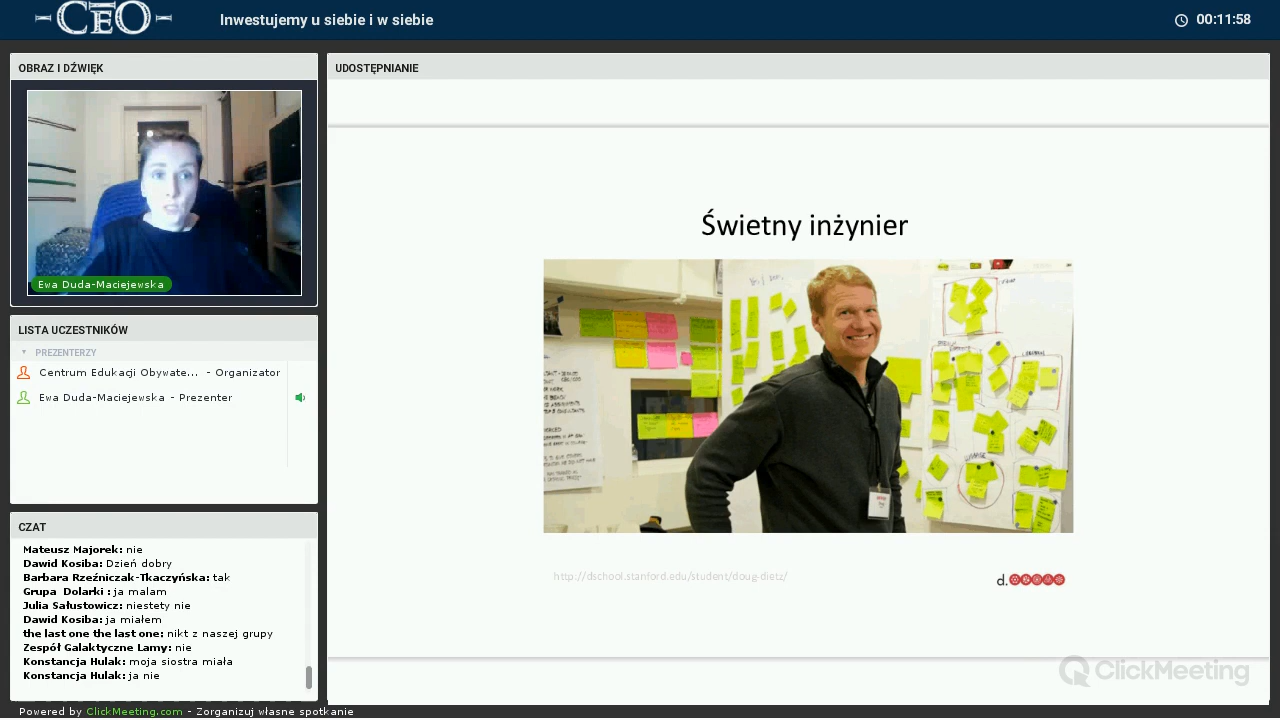 CEO
Inwestujemy u siebie i w siebie
00:11:58
OBRAZ I DŹWIĘK
Ewa Duda-Maciejewska
LISTA UCZESTNIKÓW
PREZENTERZY
Centrum Edukacji Obywate... - Organizator
Ewa Duda-Maciejewska - Prezenter
CZAT
Mateusz Majorek: nie
Dawid Kosiba: Dzień dobry
Barbara Rzeźniczak-Tkaczyńska: tak
Grupa Dolarki : ja malam
Julia Sałustowicz: niestety nie
Dawid Kosiba: ja miałem
the last one the last one: nikt z naszej grupy
Zespół Galaktyczne Lamy: nie
Konstancja Hulak: moja siostra miała
Konstancja Hulak: ja nie
Powered by ClickMeeting.com - Zorganizuj własne spotkanie
UDOSTĘPNIANIE
Świetny inżynier
http://dschool.stanford.edu/student/doug-dietz/
d.
ClickMeeting